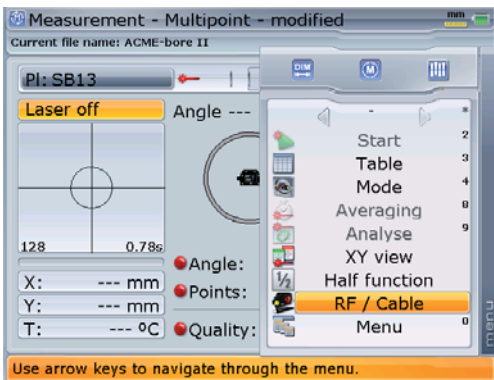 Measurement - Multipoint - modified
mm
Current file name: ACME-bore II
Pl: SB13
DIM
M
Laser off
Angle ---
- *
Start 2
Table 3
Mode 4
Averaging 8
Analyse 9
XY view
½ Half function
RF / Cable
Menu 0
128 0.78s
Angle:
X: --- mm
Points:
Y: --- mm
T: --- ºC
Quality:
menu
Use arrow keys to navigate through the menu.